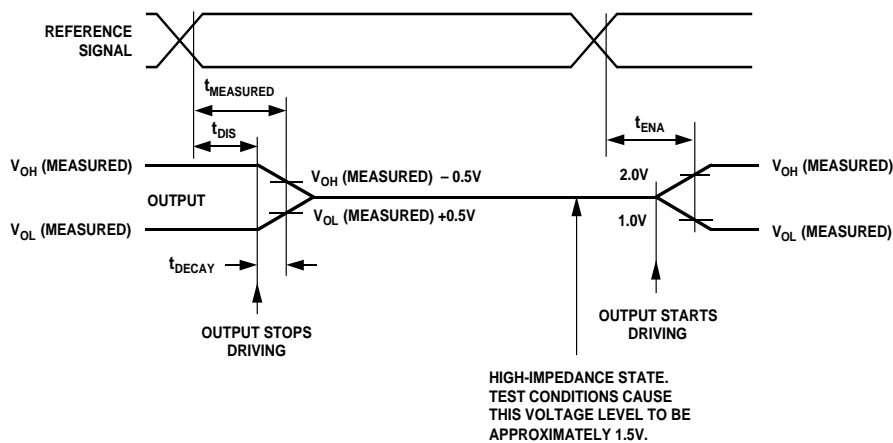 REFERENCE
SIGNAL
tMEASURED
tDIS
tENA
VOH (MEASURED)
VOH (MEASURED) – 0.5V
2.0V
VOH (MEASURED)
OUTPUT
VOL (MEASURED)
VOL (MEASURED) +0.5V
1.0V
VOL (MEASURED)
tDECAY
OUTPUT STOPS
DRIVING
OUTPUT STARTS
DRIVING
HIGH-IMPEDANCE STATE.
TEST CONDITIONS CAUSE
THIS VOLTAGE LEVEL TO BE
APPROXIMATELY 1.5V.